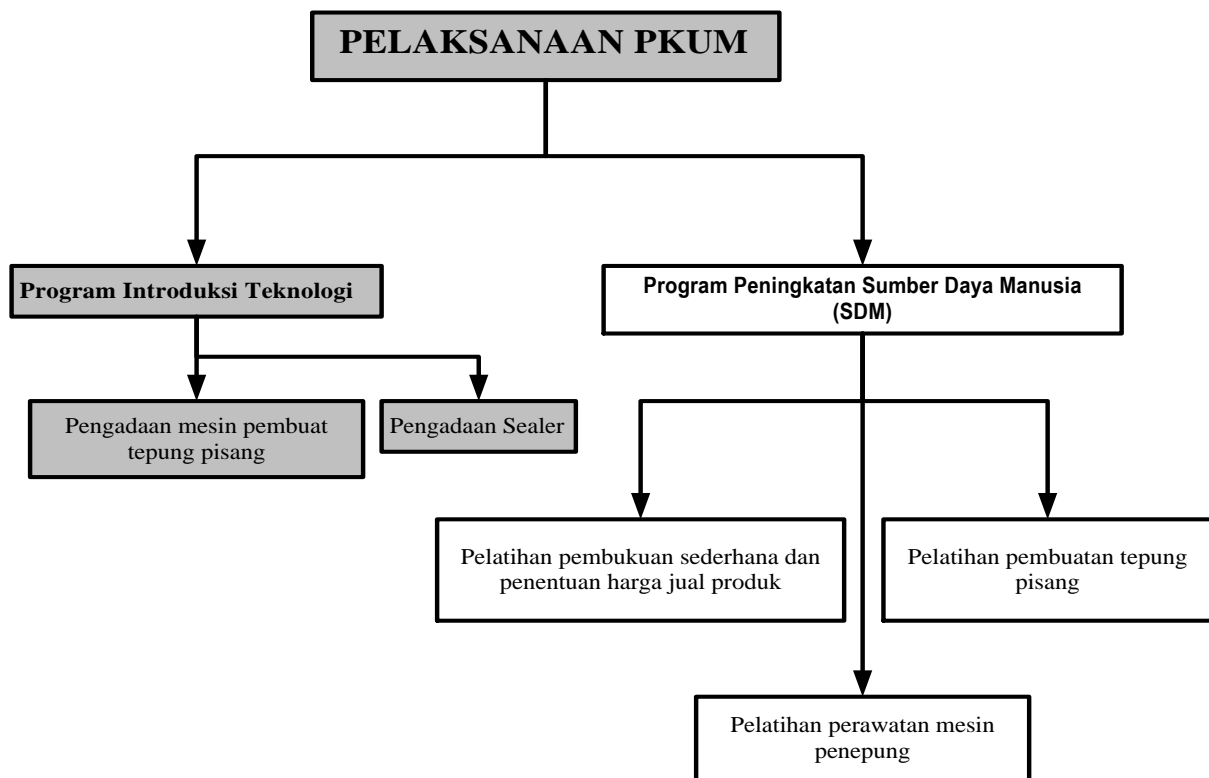 PELAKSANAAN PKUM
Program Introduksi Teknologi
Program Peningkatan Sumber Daya Manusia
(SDM)
Pengadaan mesin pembuat
tepung pisang
Pengadaan Sealer
Pelatihan pembukuan sederhana dan
penentuan harga jual produk
Pelatihan pembuatan tepung
pisang
Pelatihan perawatan mesin
penepung